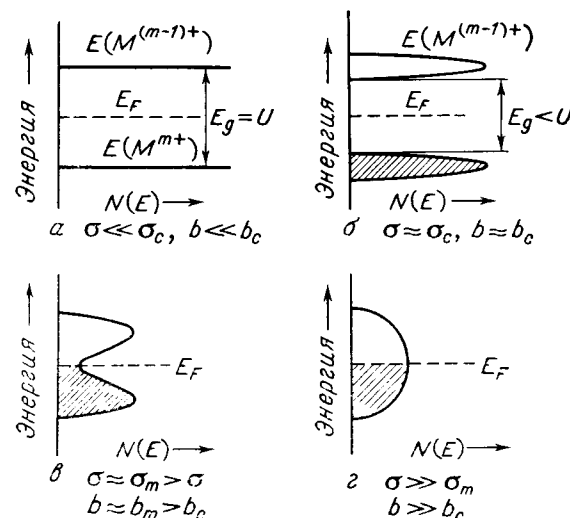 E(M^{(m-1)+})
E_F
E_g = U
E(M^{m+})
Энергия
N(E)
а σ ≪ σ_c, b ≪ b_c
E(M^{(m-1)+})
E_F
E_g < U
Энергия
N(E)
б σ ≈ σ_c, b ≈ b_c
Энергия
E_F
N(E)
в σ ≈ σ_m > σ
b ≈ b_m > b_c
Энергия
E_F
N(E)
г σ ≫ σ_m
b ≫ b_c